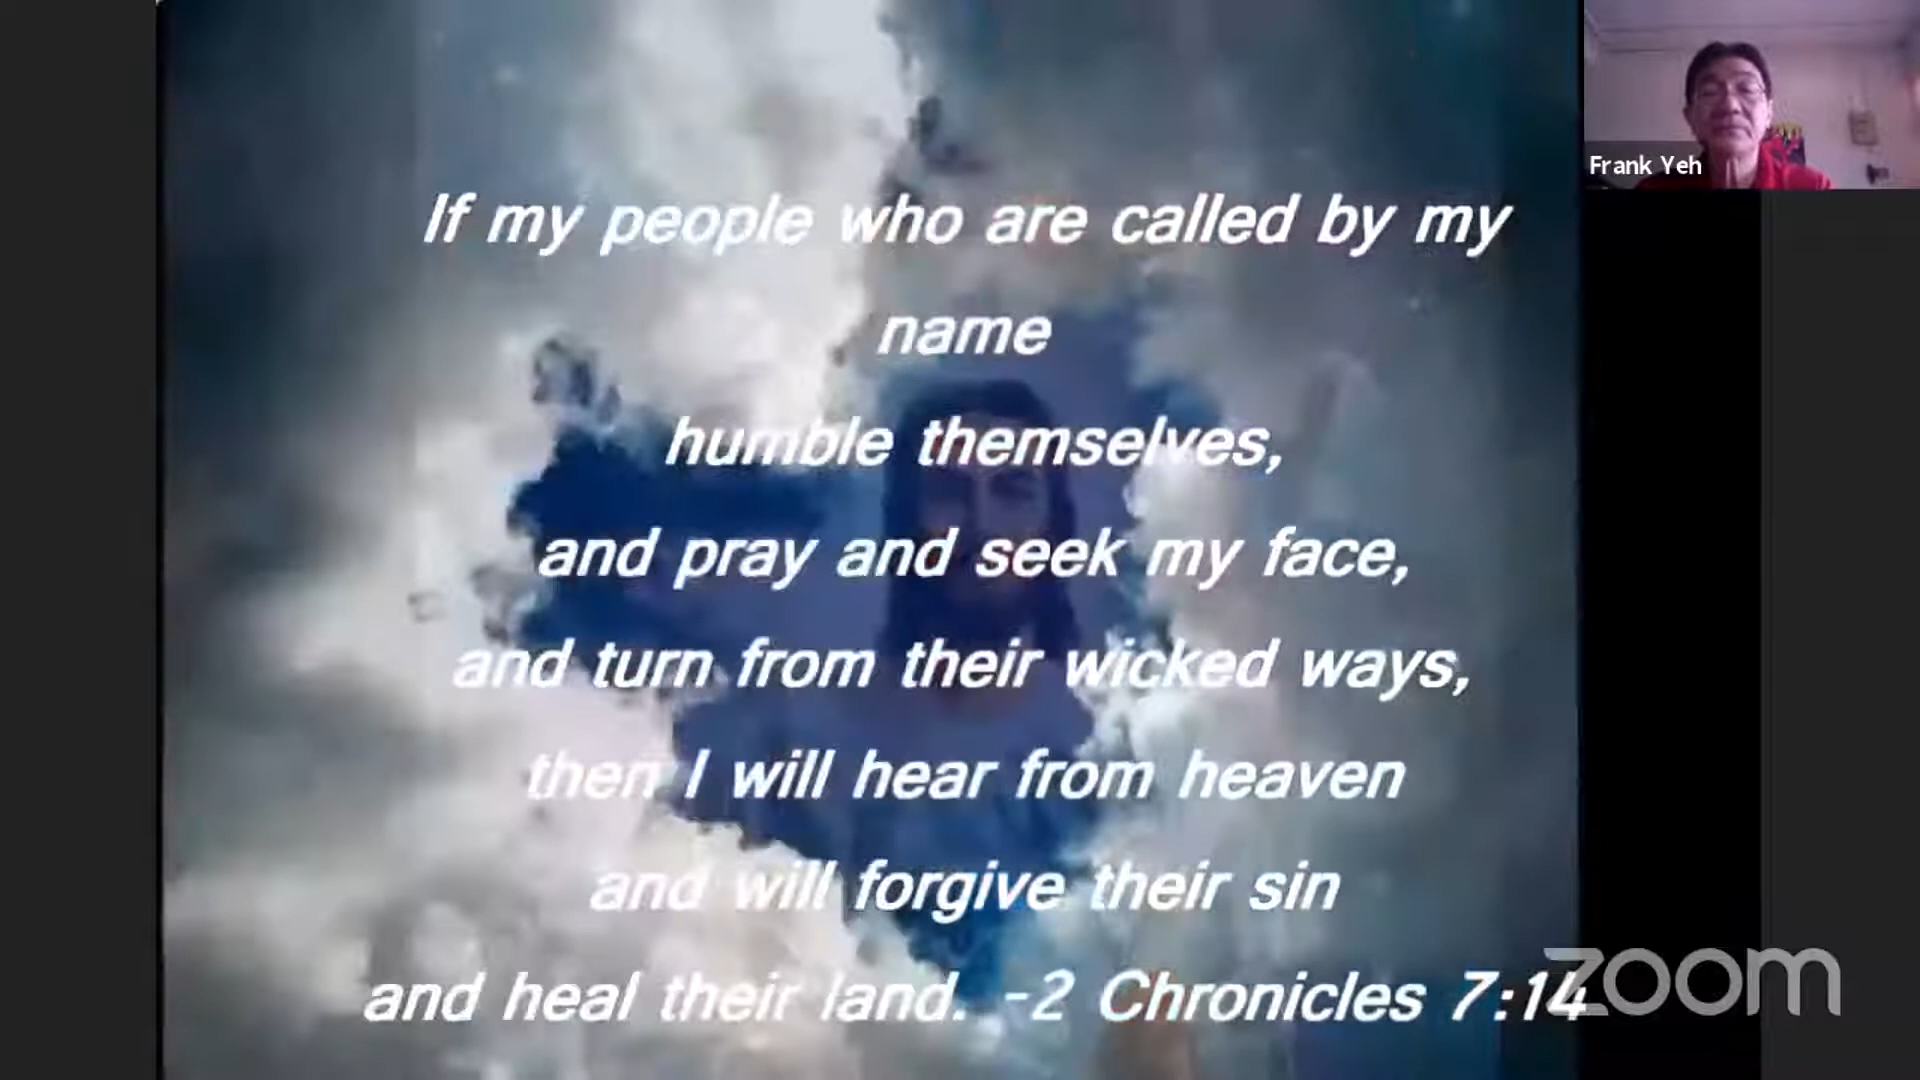 If my people who are called by my
name
humble themselves,
and pray and seek my face,
and turn from their wicked ways,
then I will hear from heaven
and will forgive their sin
and heal their land. -2 Chronicles 7:14
Frank Yeh
zoom